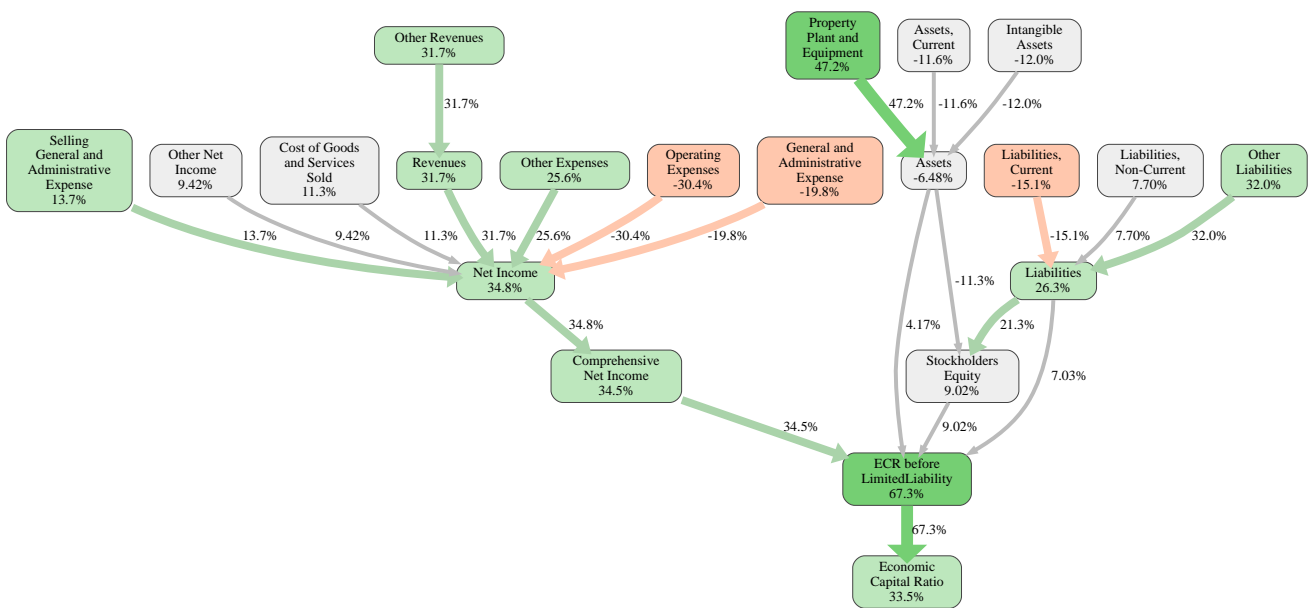 Other Revenues
31.7%
Property
Plant and
Equipment
47.2%
Assets,
Current
-11.6%
Intangible
Assets
-12.0%
31.7%
47.2%
-11.6%
-12.0%
Selling
General and
Administrative
Expense
13.7%
Other Net
Income
9.42%
Cost of Goods
and Services
Sold
11.3%
Revenues
31.7%
Other Expenses
25.6%
Operating
Expenses
-30.4%
General and
Administrative
Expense
-19.8%
Assets
-6.48%
Liabilities,
Current
-15.1%
Liabilities,
Non-Current
7.70%
Other
Liabilities
32.0%
13.7%
9.42%
11.3%
31.7%
25.6%
-30.4%
-19.8%
-15.1%
7.70%
32.0%
Net Income
34.8%
-11.3%
Liabilities
26.3%
34.8%
4.17%
21.3%
Comprehensive
Net Income
34.5%
Stockholders
Equity
9.02%
7.03%
34.5%
9.02%
ECR before
LimitedLiability
67.3%
67.3%
Economic
Capital Ratio
33.5%